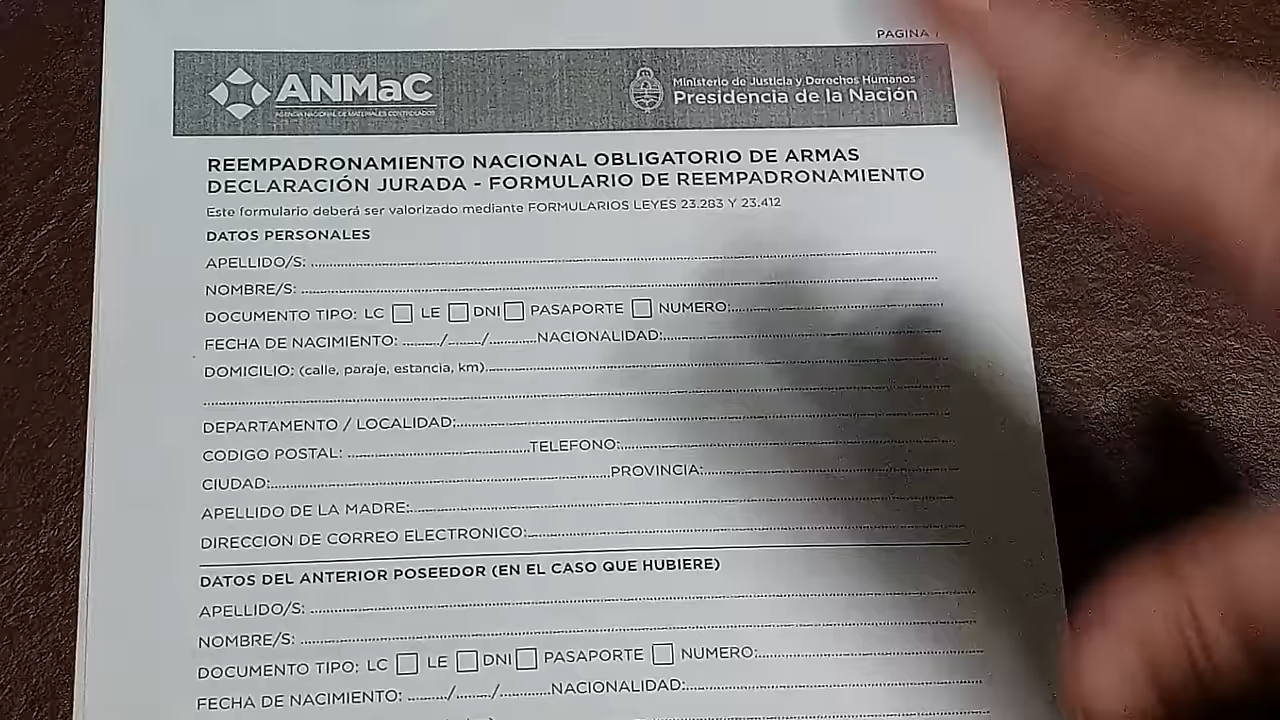 PAGINA
ANMaC
AGENCIA NACIONAL DE MATERIALES CONTROLADOS
Ministerio de Justicia y Derechos Humanos
Presidencia de la Nación
REEMPADRONAMIENTO NACIONAL OBLIGATORIO DE ARMAS
DECLARACIÓN JURADA - FORMULARIO DE REEMPADRONAMIENTO
Este formulario deberá ser valorizado mediante FORMULARIOS LEYES 23.283 Y 23.412
DATOS PERSONALES
APELLIDO/S:
NOMBRE/S:
DOCUMENTO TIPO: LC LE DNI PASAPORTE NUMERO:
FECHA DE NACIMIENTO: ......../......../...........NACIONALIDAD:
DOMICILIO: (calle, paraje, estancia, km)
DEPARTAMENTO / LOCALIDAD:
CODIGO POSTAL: TELEFONO:
CIUDAD: PROVINCIA:
APELLIDO DE LA MADRE:
DIRECCION DE CORREO ELECTRONICO:
DATOS DEL ANTERIOR POSEEDOR (EN EL CASO QUE HUBIERE)
APELLIDO/S:
NOMBRE/S:
DOCUMENTO TIPO: LC LE DNI PASAPORTE NUMERO:
FECHA DE NACIMIENTO: ......../......../...........NACIONALIDAD: